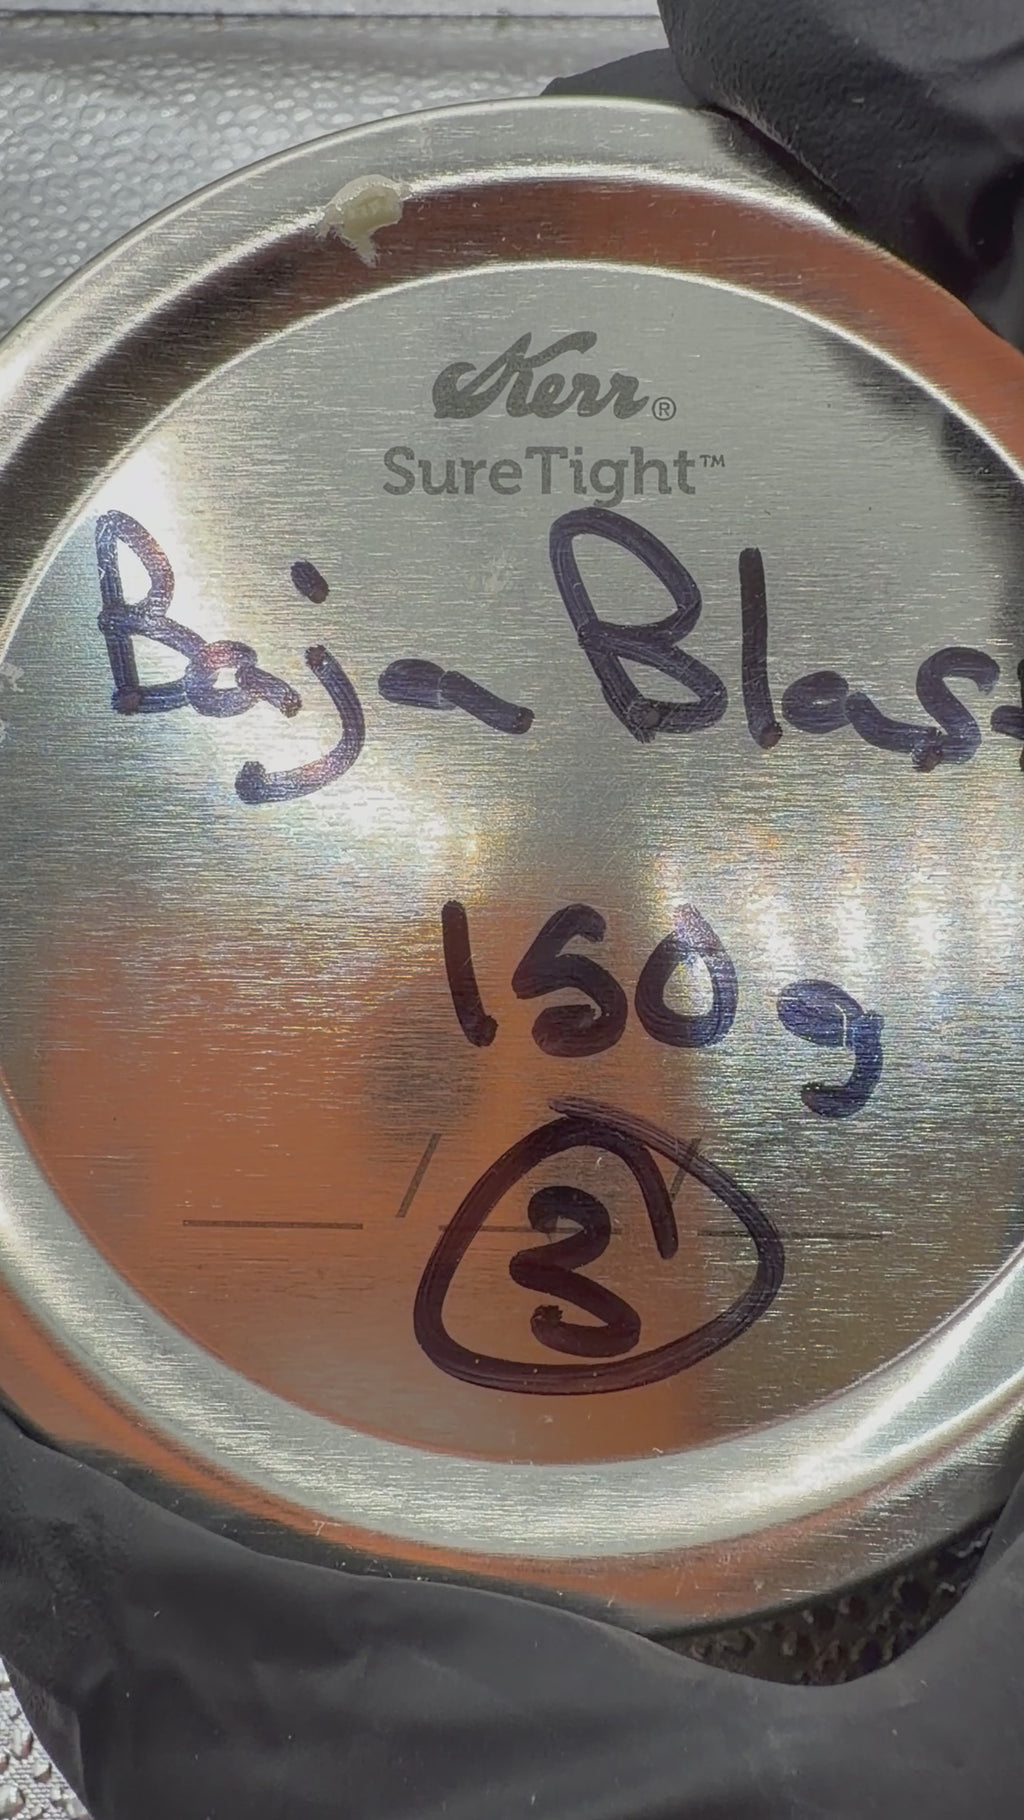 Kerr®
SureTight™
Baja Blast
150g
/ /
3